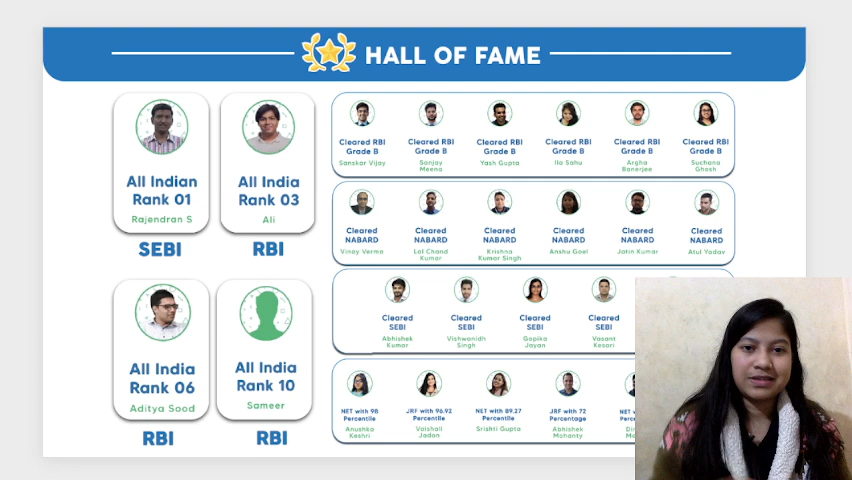 HALL OF FAME
All Indian
Rank 01
Rajendran S
SEBI
All India
Rank 03
Ali
RBI
All India
Rank 06
Aditya Sood
RBI
All India
Rank 10
Sameer
RBI
Cleared RBI
Grade B
Sanskar Vijay
Cleared RBI
Grade B
Sanjay
Meena
Cleared RBI
Grade B
Yash Gupta
Cleared RBI
Grade B
Ila Sahu
Cleared RBI
Grade B
Argha
Banerjee
Cleared RBI
Grade B
Suchana
Ghosh
Cleared
NABARD
Vinay Verma
Cleared
NABARD
Lal Chand
Kumar
Cleared
NABARD
Krishna
Kumar Singh
Cleared
NABARD
Anshu Goel
Cleared
NABARD
Jatin Kumar
Cleared
NABARD
Atul Yadav
Cleared
SEBI
Abhishek
Kumar
Cleared
SEBI
Vishwanidh
Singh
Cleared
SEBI
Gopika
Jayan
Cleared
SEBI
Vasant
Kesari
NET with 98
Percentile
Anushka
Keshri
JRF with 96.92
Percentile
Vaishali
Jadan
NET with 89.27
Percentile
Sristi Gupta
JRF with 72
Percentage
Abhishek
Mohanty